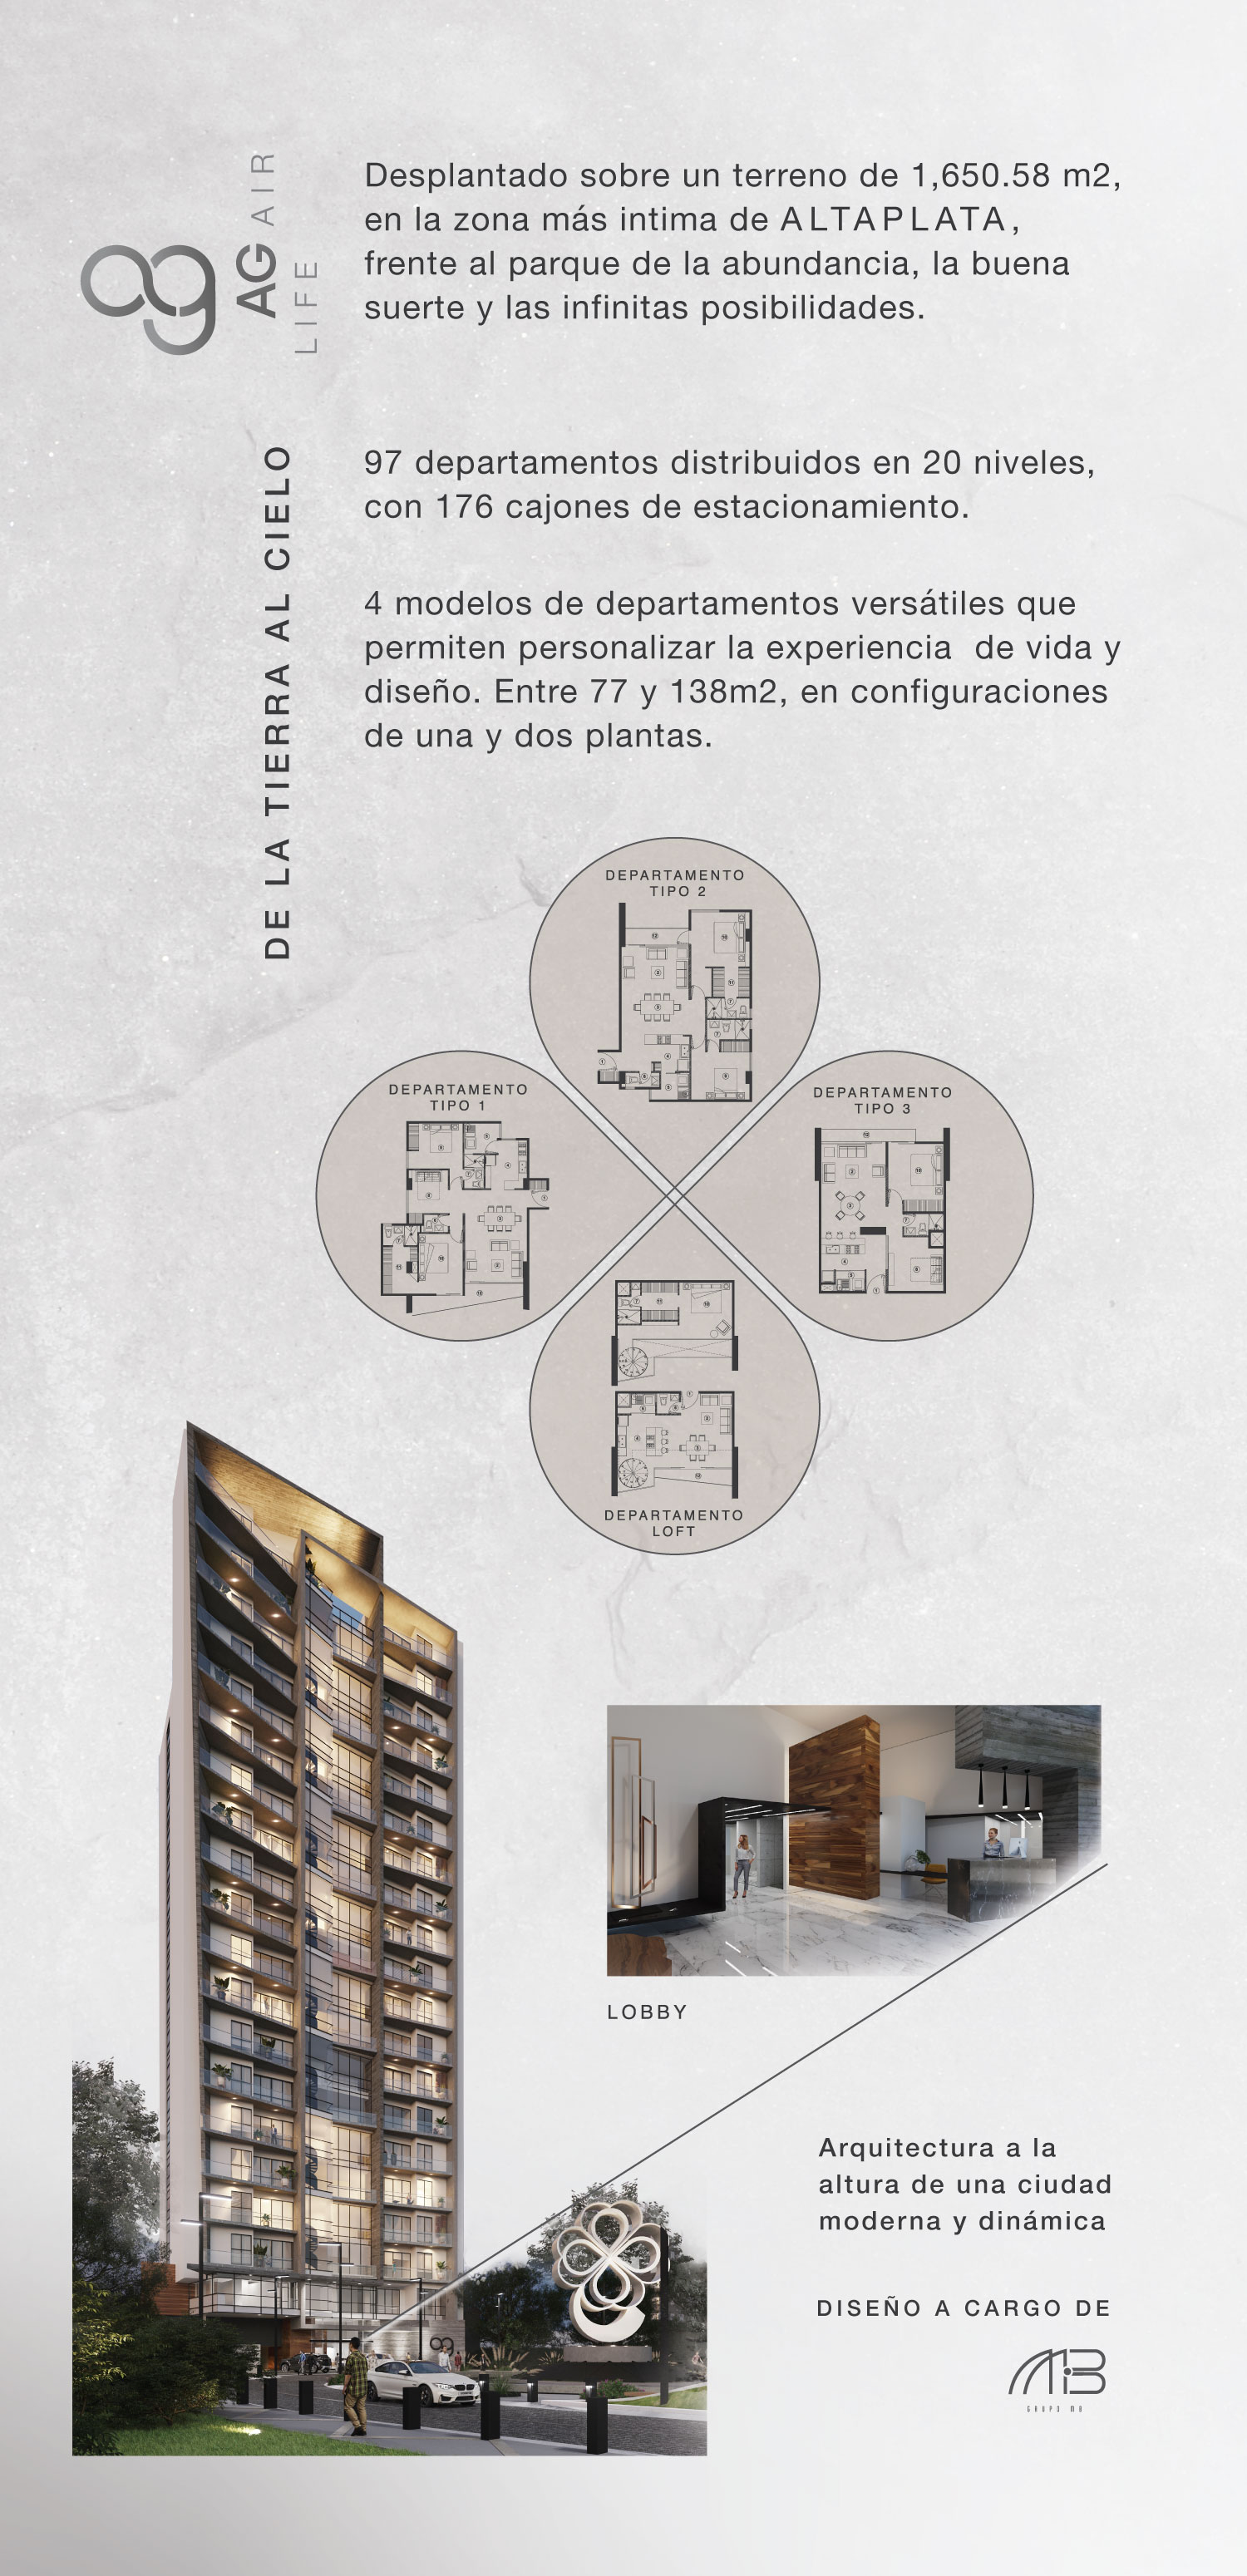 AG AIR
LIFE
Desplantado sobre un terreno de 1,650.58 m2,
en la zona más intima de ALTAPLATA,
frente al parque de la abundancia, la buena
suerte y las infinitas posibilidades.
DE LA TIERRA AL CIELO
97 departamentos distribuidos en 20 niveles,
con 176 cajones de estacionamiento.
4 modelos de departamentos versátiles que
permiten personalizar la experiencia de vida y
diseño. Entre 77 y 138m2, en configuraciones
de una y dos plantas.
DEPARTAMENTO
TIPO 2
DEPARTAMENTO
TIPO 1
DEPARTAMENTO
TIPO 3
DEPARTAMENTO
LOFT
LOBBY
Arquitectura a la
altura de una ciudad
moderna y dinámica
DISEÑO A CARGO DE
MB
GRUPO MB